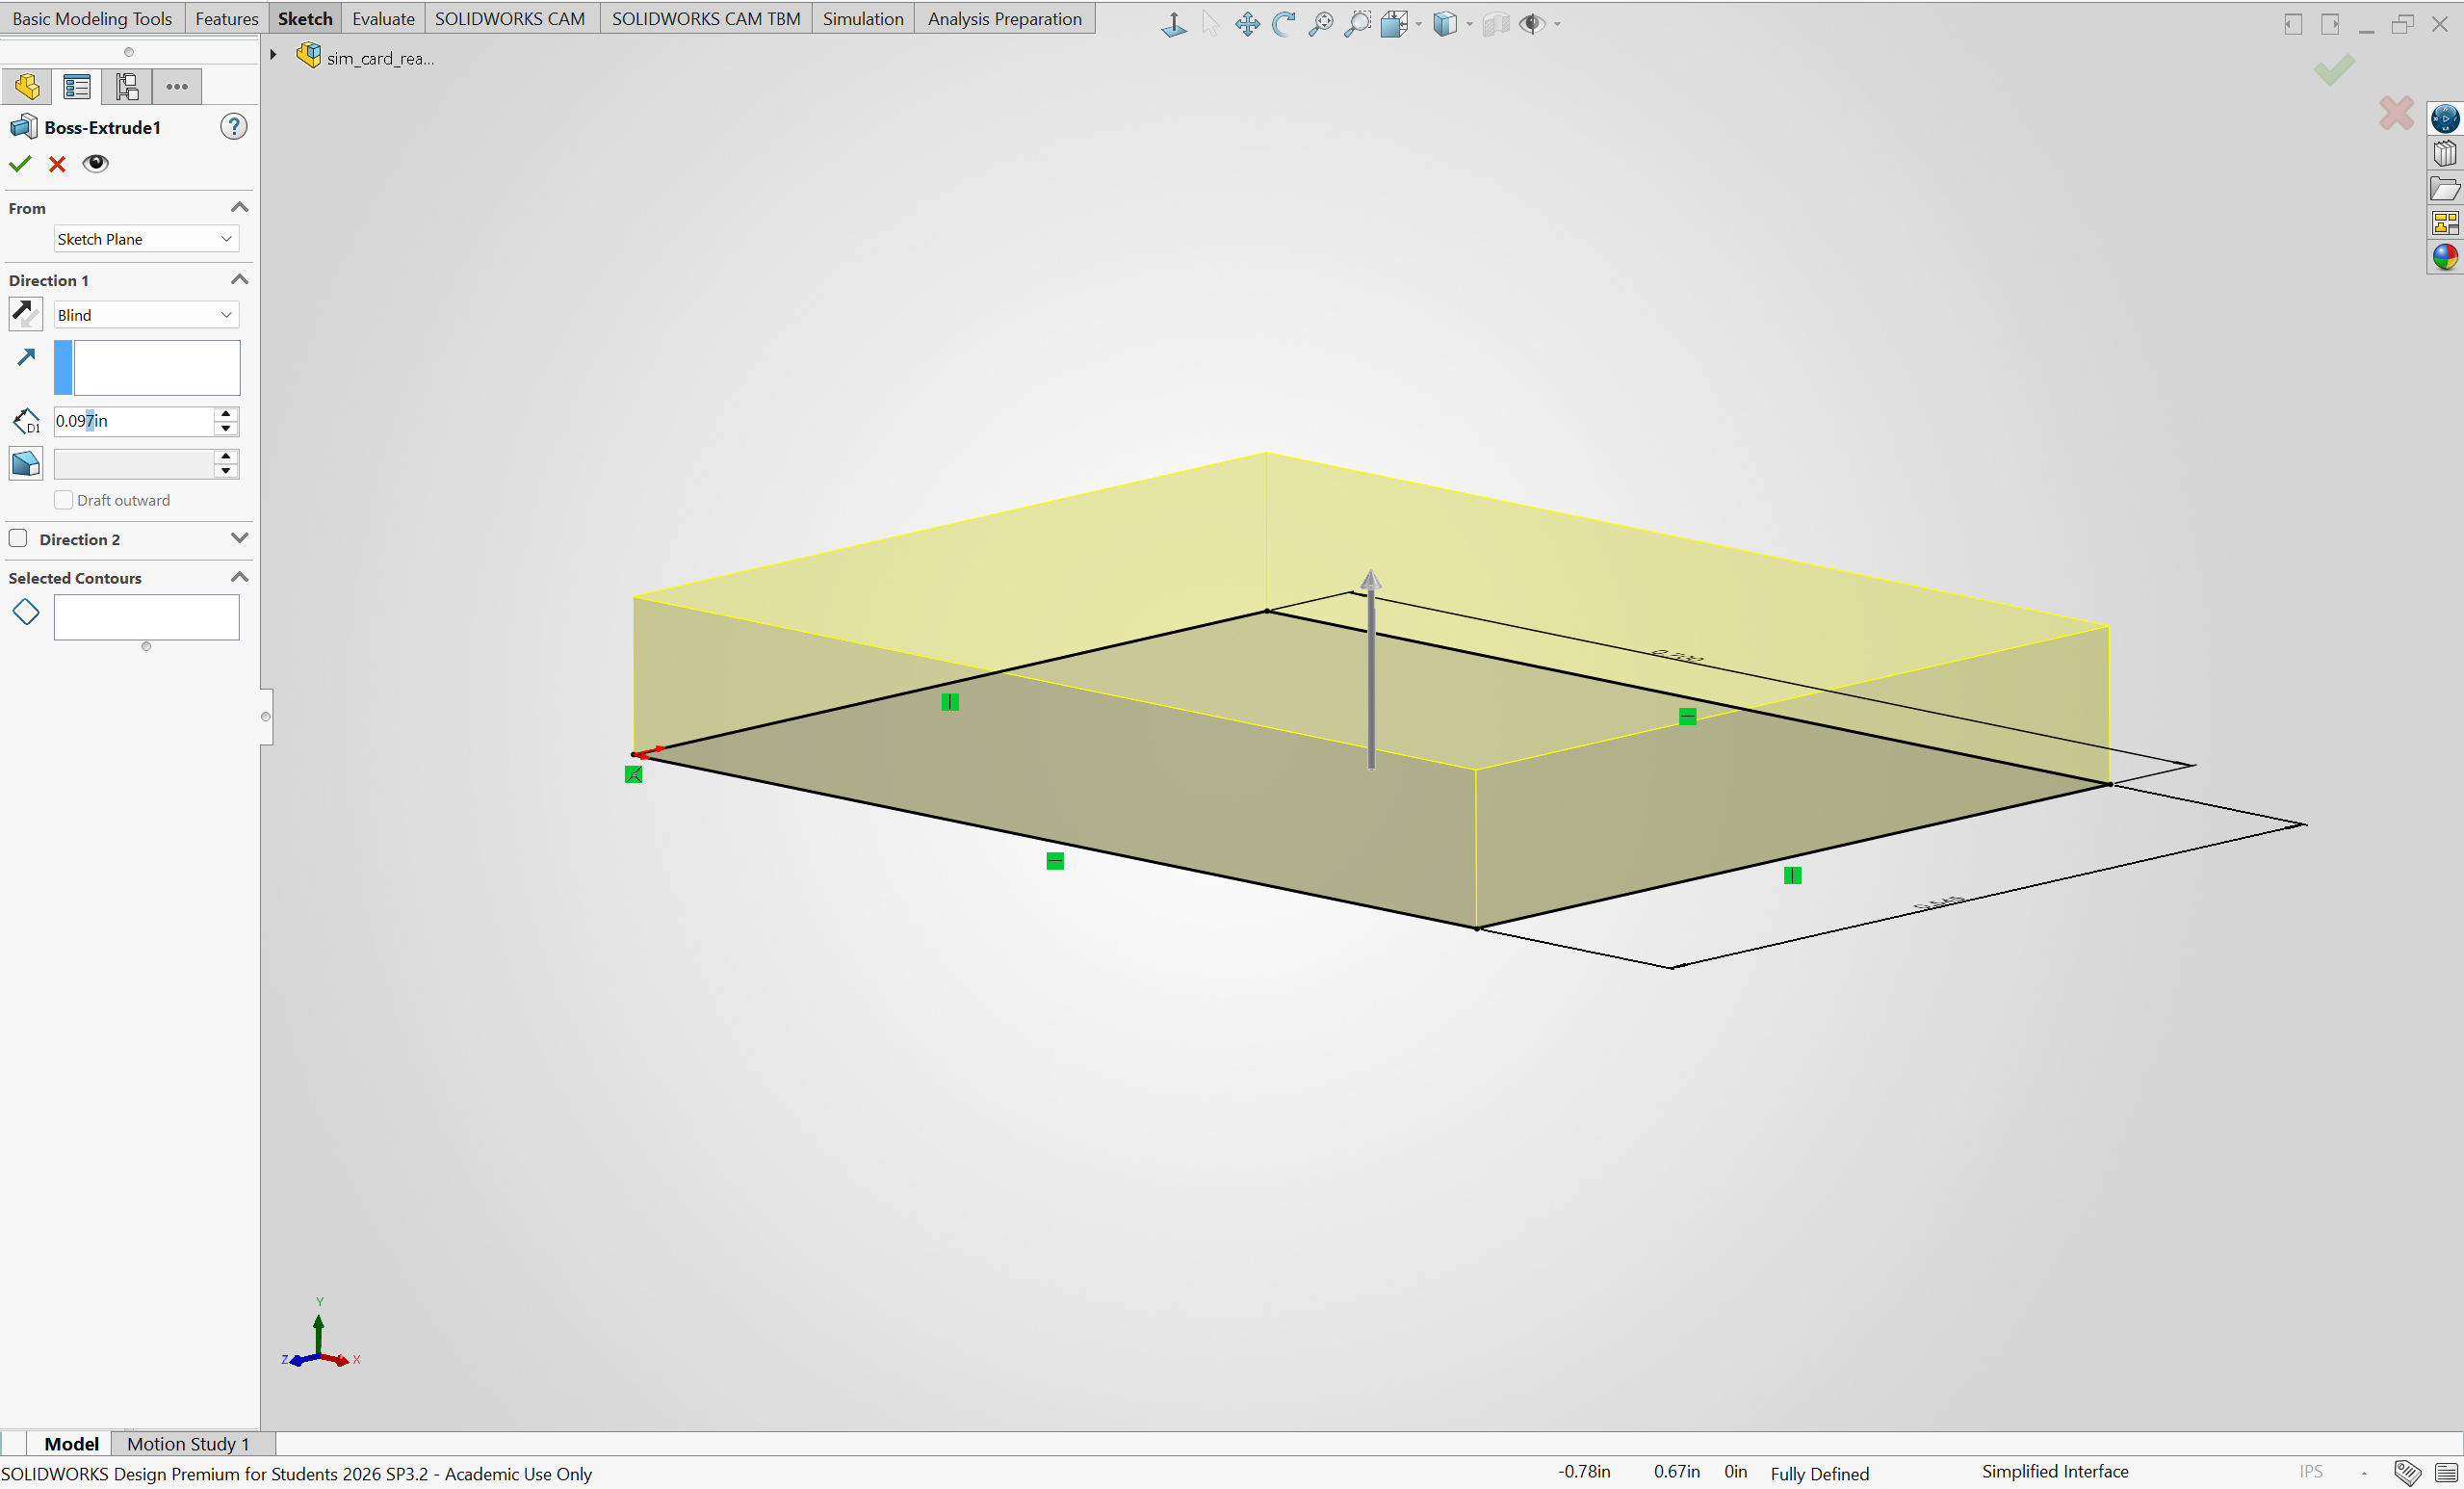 Basic Modeling Tools Features Sketch Evaluate SOLIDWORKS CAM SOLIDWORKS CAM TBM Simulation Analysis Preparation
sim_card_rea...
Boss-Extrude1
?
From
Sketch Plane
Direction 1
Blind
D1
0.097in
Draft outward
Direction 2
Selected Contours
Y
Z
X
Model Motion Study 1
SOLIDWORKS Design Premium for Students 2026 SP3.2 - Academic Use Only
-0.78in 0.67in 0in Fully Defined Simplified Interface IPS